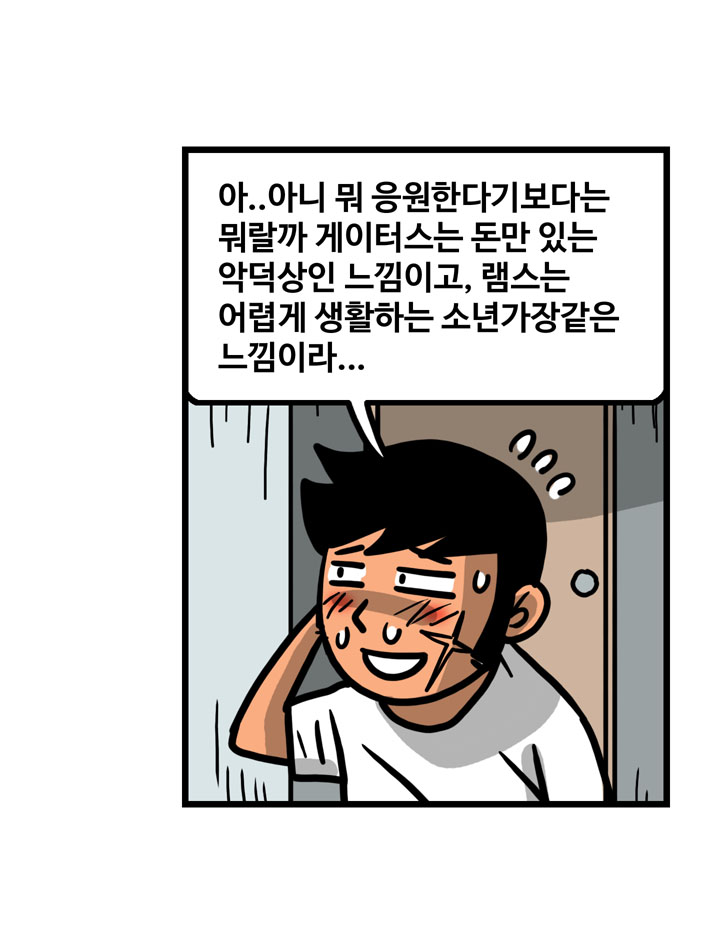 아..아니 뭐 응원한다기보다는
뭐랄까 게이터스는 돈만 있는
악덕상인 느낌이고, 램스는
어렵게 생활하는 소년가장같은
느낌이라...